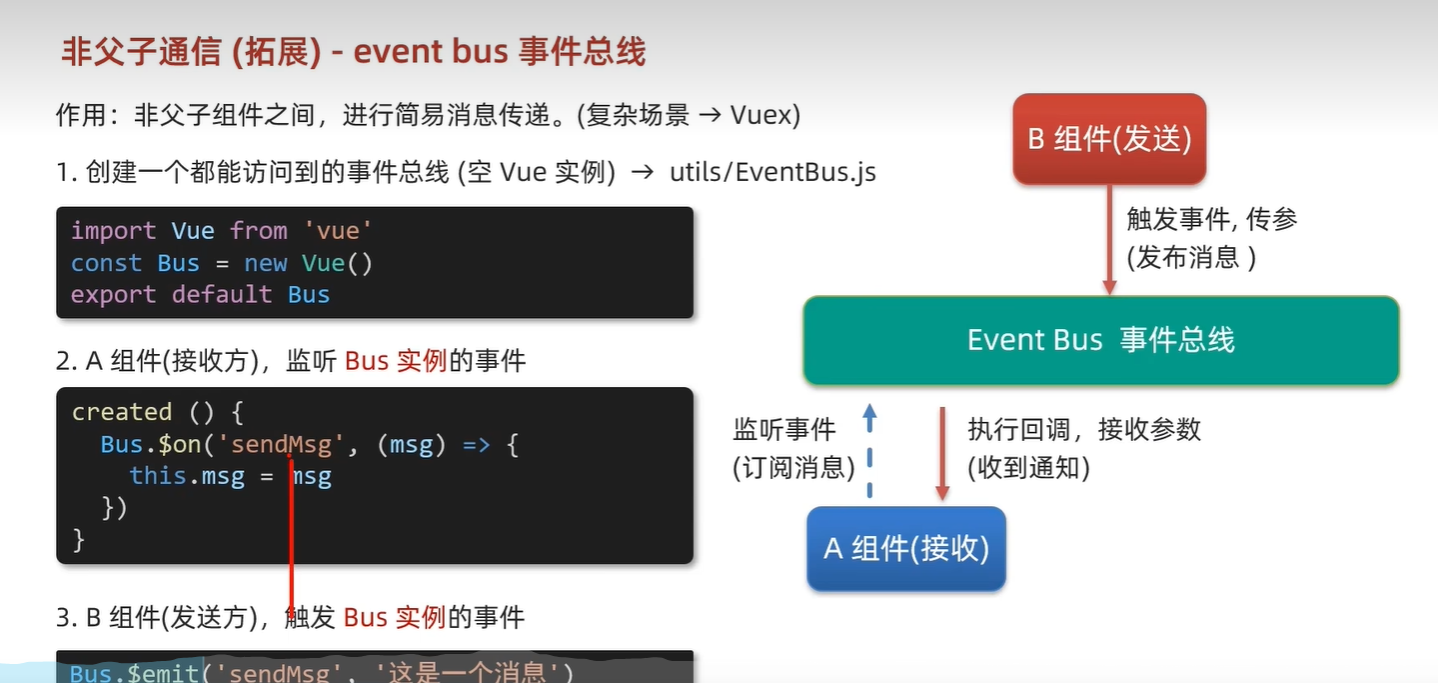 非父子通信 (拓展) - event bus 事件总线
作用：非父子组件之间，进行简易消息传递。(复杂场景 → Vuex)
1. 创建一个都能访问到的事件总线 (空 Vue 实例) → utils/EventBus.js
import Vue from 'vue'
const Bus = new Vue()
export default Bus
2. A 组件(接收方)，监听 Bus 实例的事件
created () {
  Bus.$on('sendMsg', (msg) => {
    this.msg = msg
  })
}
3. B 组件(发送方)，触发 Bus 实例的事件
Bus.$emit('sendMsg', '这是一个消息')
B 组件(发送)
触发事件, 传参
(发布消息 )
Event Bus 事件总线
监听事件
(订阅消息)
执行回调，接收参数
(收到通知)
A 组件(接收)